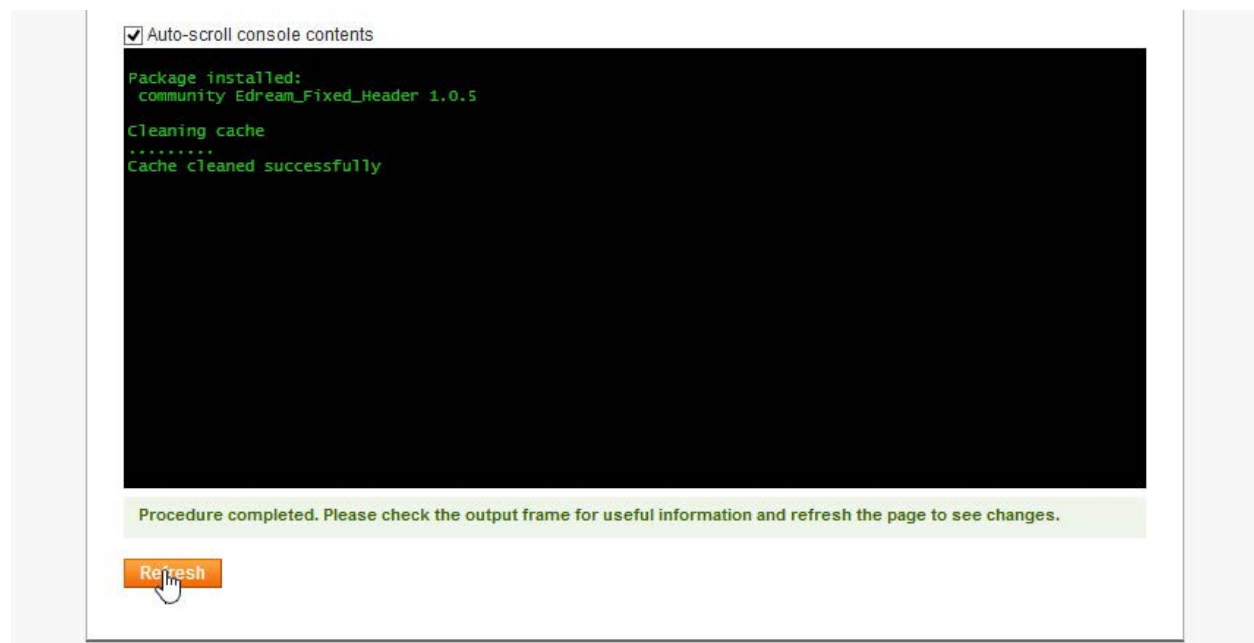 Auto-scroll console contents
Package installed:
community Edream_Fixed_Header 1.0.5
Cleaning cache
.........
Cache cleaned successfully
Procedure completed. Please check the output frame for useful information and refresh the page to see changes.
Refresh